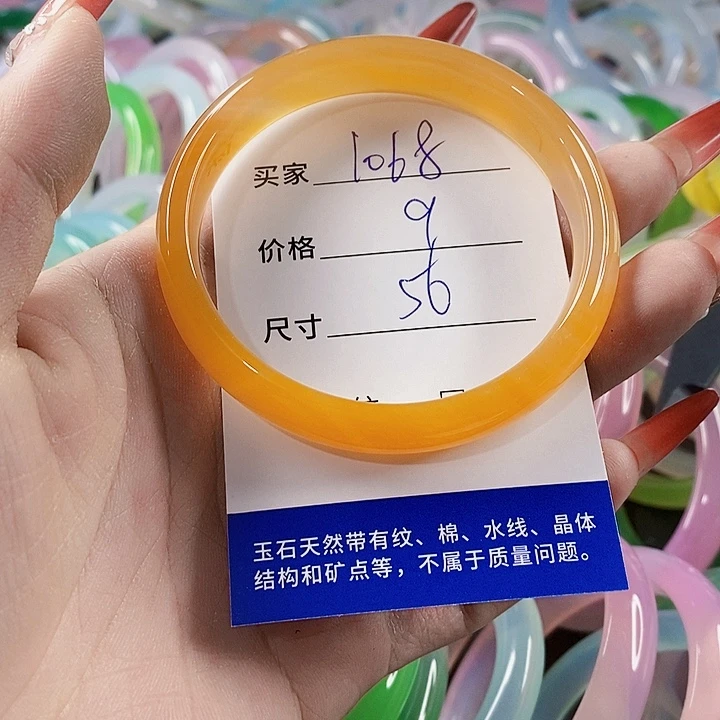 买家 1068
价格 9
尺寸 56
玉石天然带有纹、棉、水线、晶体
结构和矿点等，不属于质量问题。